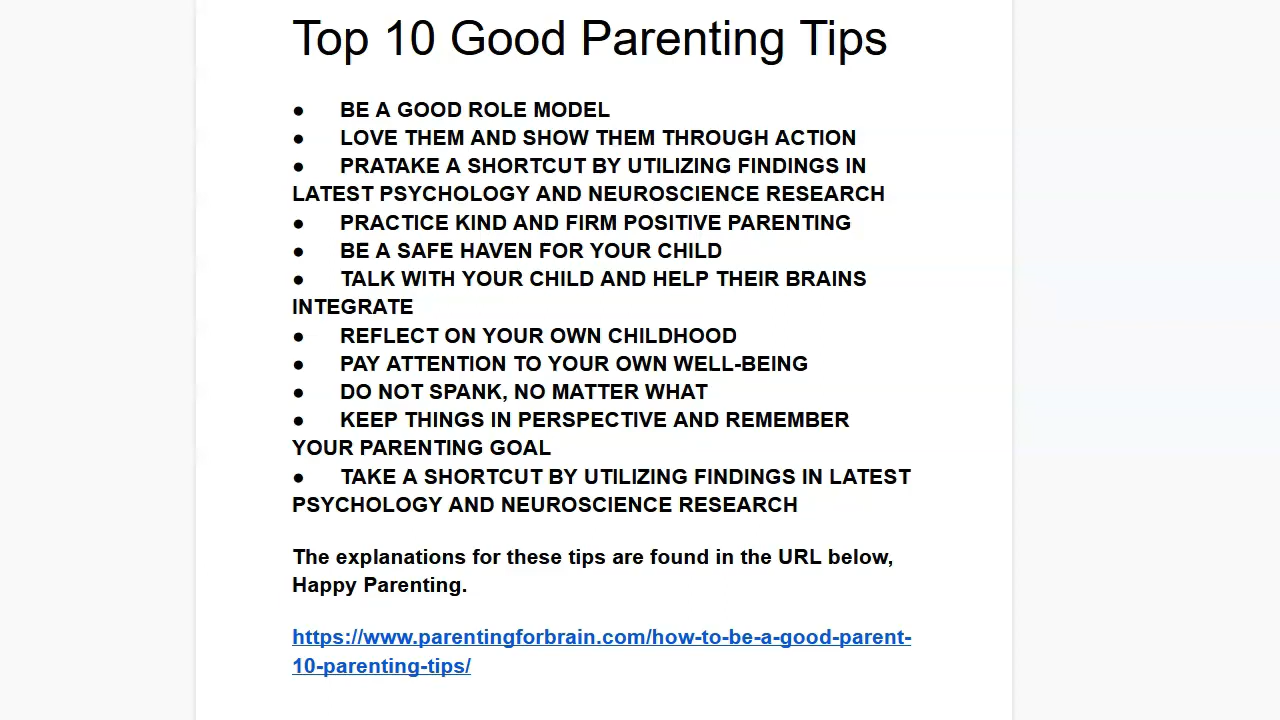 Top 10 Good Parenting Tips
● BE A GOOD ROLE MODEL
● LOVE THEM AND SHOW THEM THROUGH ACTION
● PRATAKE A SHORTCUT BY UTILIZING FINDINGS IN
LATEST PSYCHOLOGY AND NEUROSCIENCE RESEARCH
● PRACTICE KIND AND FIRM POSITIVE PARENTING
● BE A SAFE HAVEN FOR YOUR CHILD
● TALK WITH YOUR CHILD AND HELP THEIR BRAINS
INTEGRATE
● REFLECT ON YOUR OWN CHILDHOOD
● PAY ATTENTION TO YOUR OWN WELL-BEING
● DO NOT SPANK, NO MATTER WHAT
● KEEP THINGS IN PERSPECTIVE AND REMEMBER
YOUR PARENTING GOAL
● TAKE A SHORTCUT BY UTILIZING FINDINGS IN LATEST
PSYCHOLOGY AND NEUROSCIENCE RESEARCH
The explanations for these tips are found in the URL below,
Happy Parenting.
https://www.parentingforbrain.com/how-to-be-a-good-parent-
10-parenting-tips/